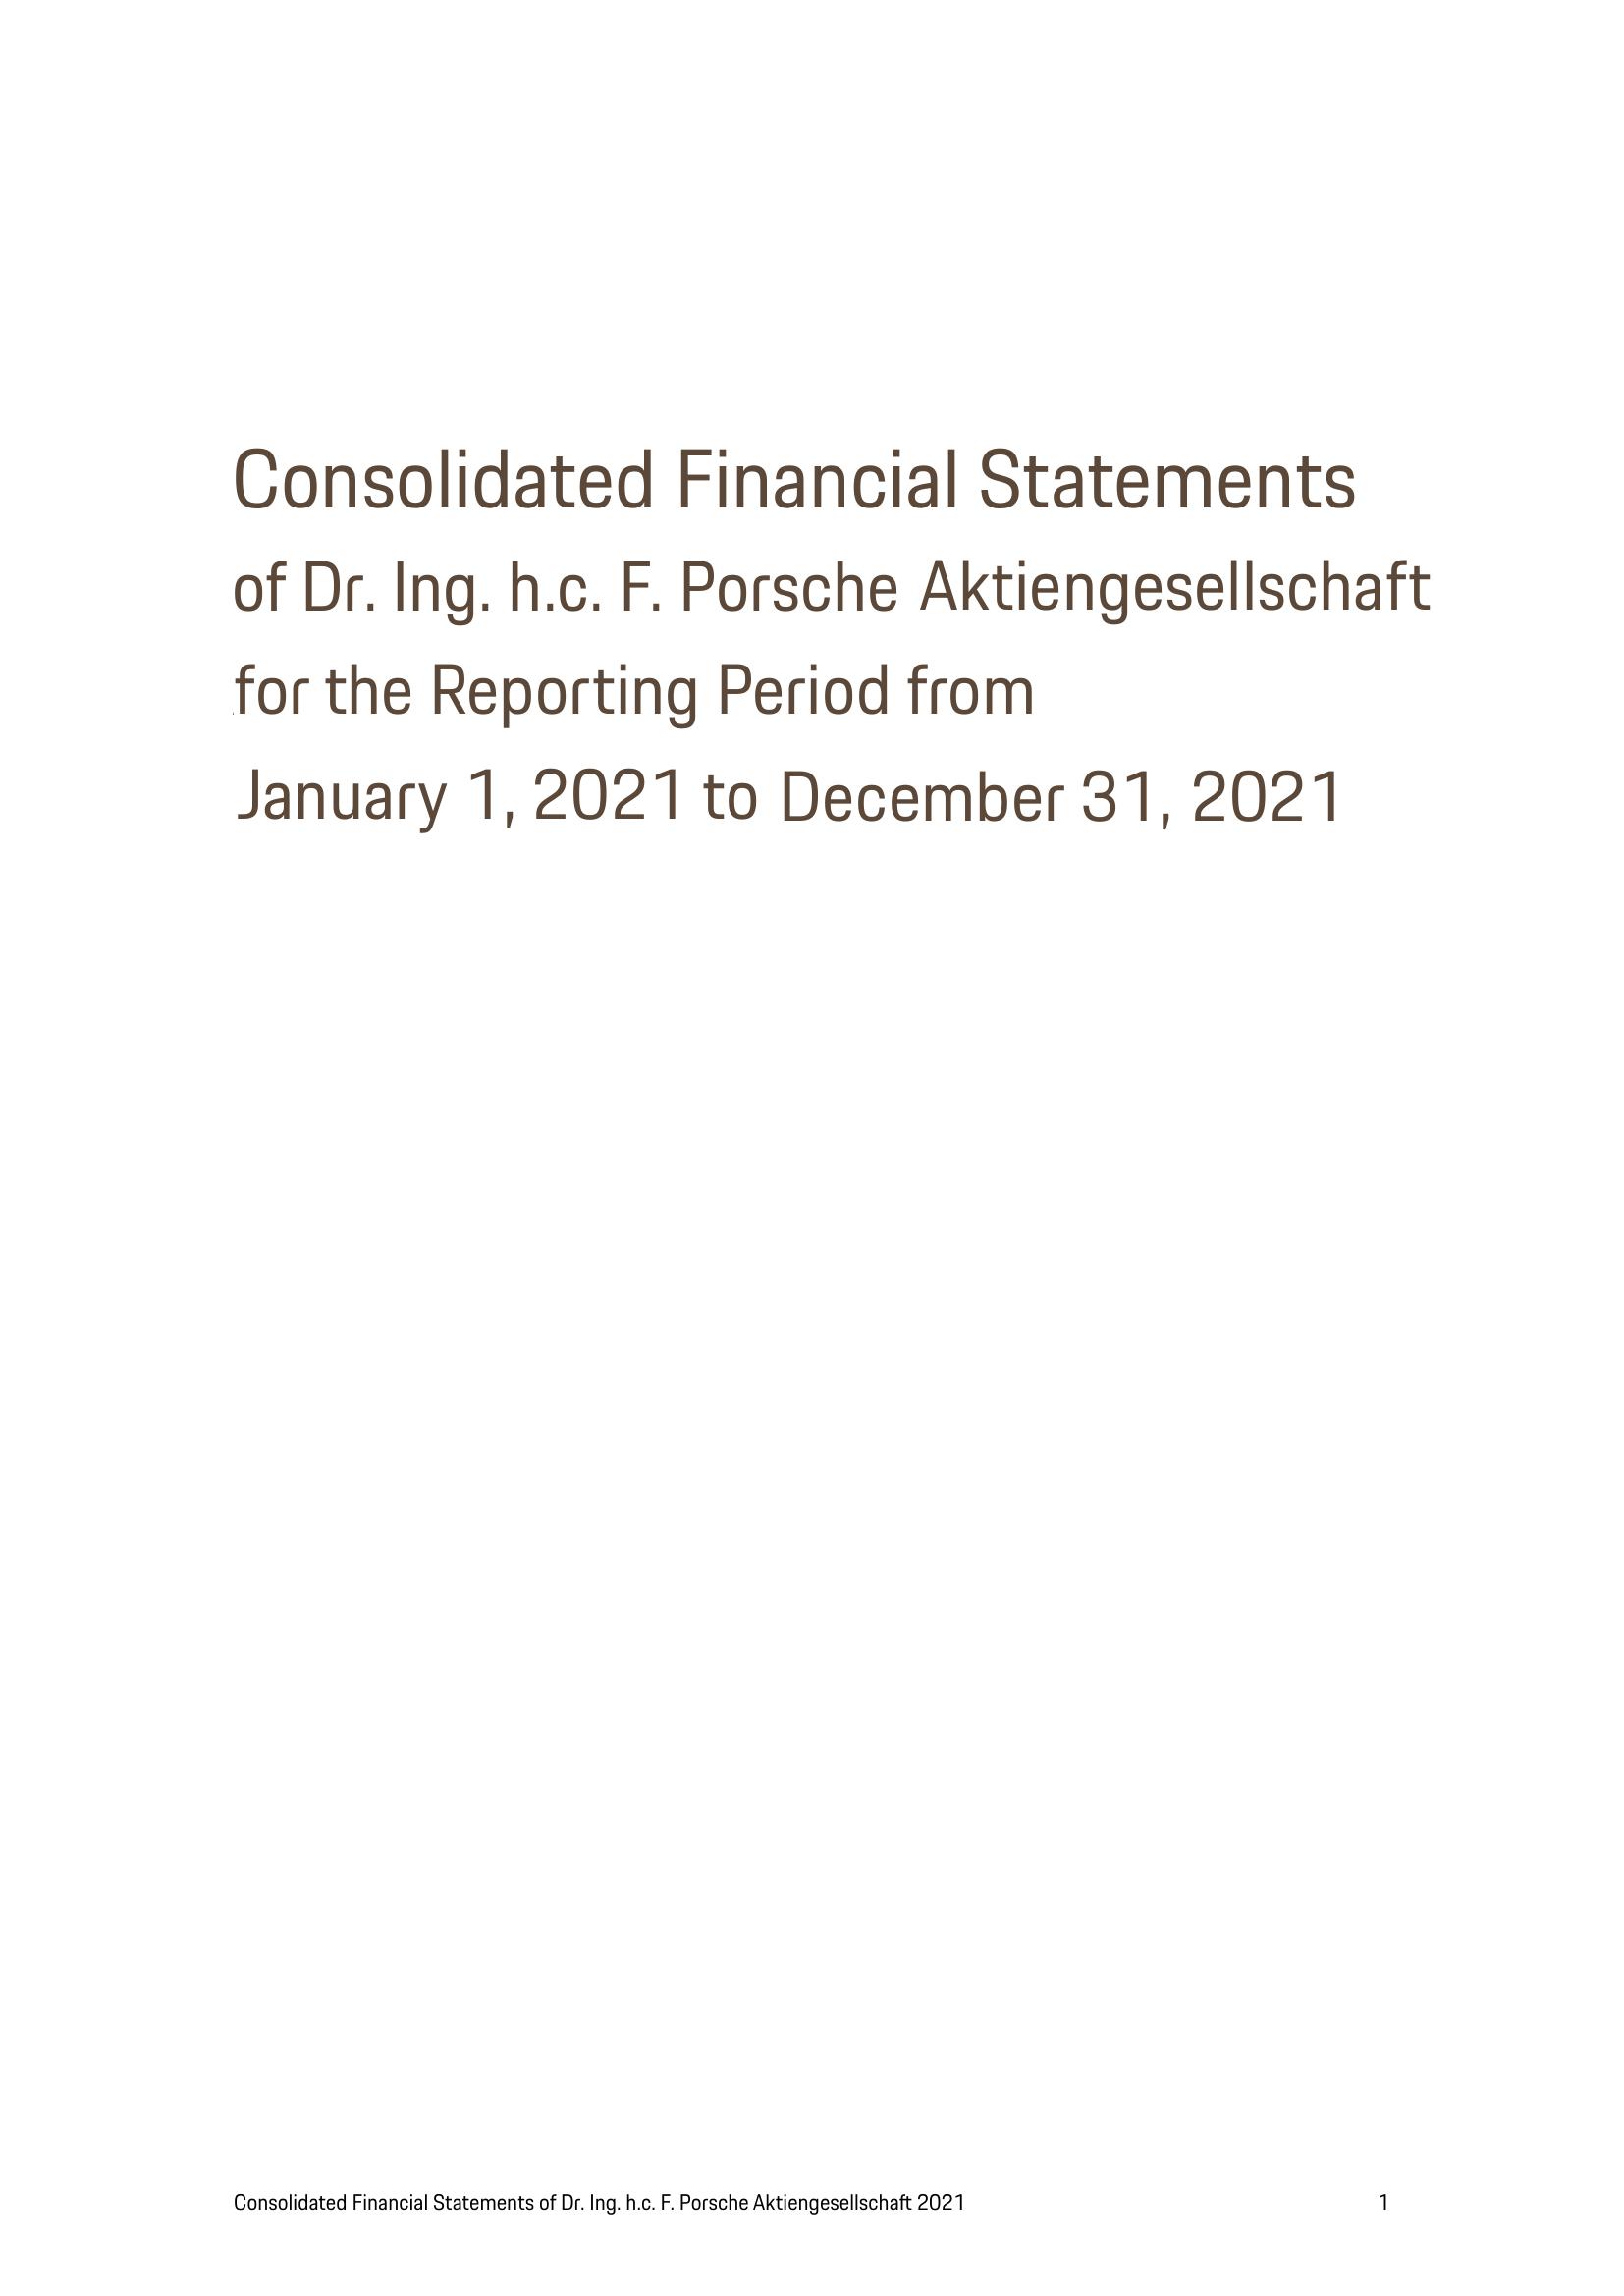 Consolidated Financial Statements
of Dr. Ing. h.c. F. Porsche Aktiengesellschaft
for the Reporting Period from
January 1, 2021 to December 31, 2021
Consolidated Financial Statements of Dr. Ing. h.c. F. Porsche Aktiengesellschaft 2021 1